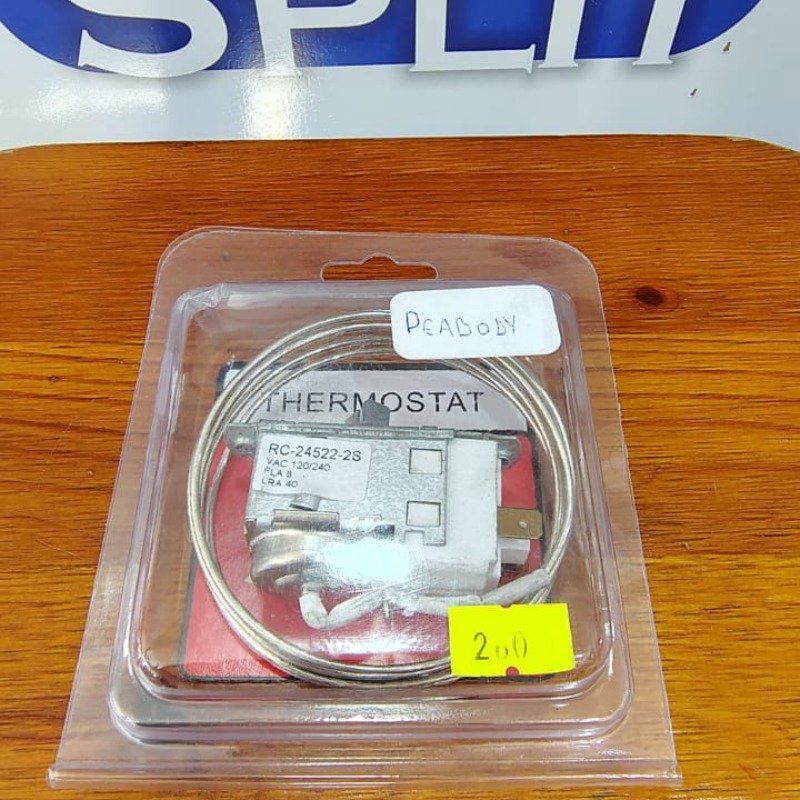 SPLIT
PEABODY
THERMOSTAT
RC-24522-2S
VAC 120/240
FLA 8
LRA 40
200